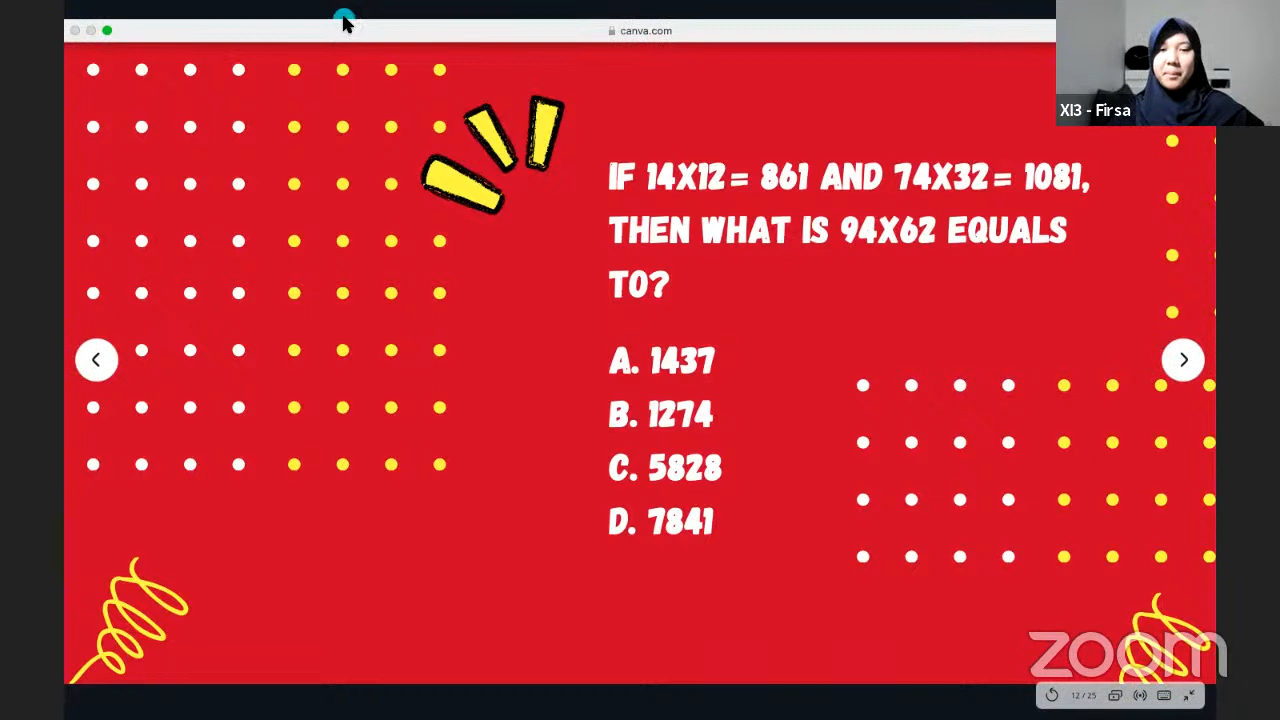 canva.com
XI3 - Firsa
IF 14X12= 861 AND 74X32= 1081,
THEN WHAT IS 94X62 EQUALS
TO?
A. 1437
B. 1274
C. 5828
D. 7841
zoom
12 / 25